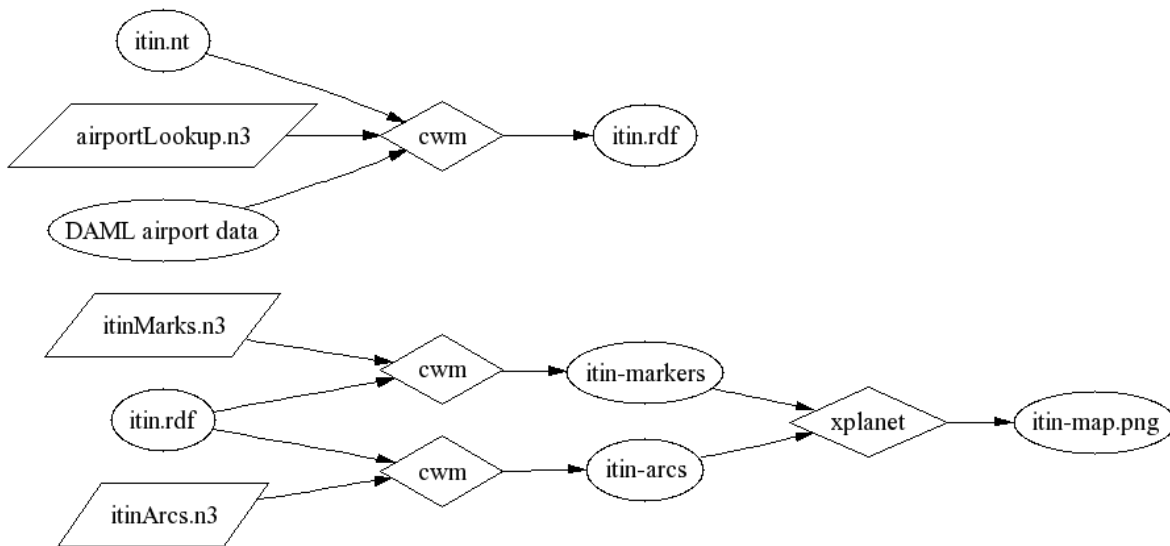 itin.nt
airportLookup.n3
cwm
itin.rdf
DAML airport data
itinMarks.n3
cwm
itin-markers
itin.rdf
xplanet
itin-map.png
cwm
itin-arcs
itinArcs.n3